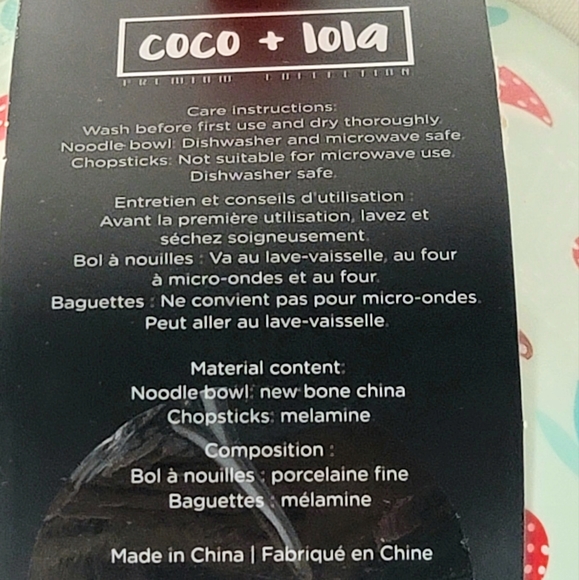 coco + lola
PREMIUM COLLECTION
Care instructions:
Wash before first use and dry thoroughly.
Noodle bowl: Dishwasher and microwave safe.
Chopsticks: Not suitable for microwave use.
Dishwasher safe.
Entretien et conseils d'utilisation :
Avant la première utilisation, lavez et
séchez soigneusement.
Bol à nouilles : Va au lave-vaisselle, au four
à micro-ondes et au four.
Baguettes : Ne convient pas pour micro-ondes.
Peut aller au lave-vaisselle.
Material content:
Noodle bowl: new bone china
Chopsticks: melamine
Composition :
Bol à nouilles : porcelaine fine
Baguettes : mélamine
Made in China | Fabriqué en Chine